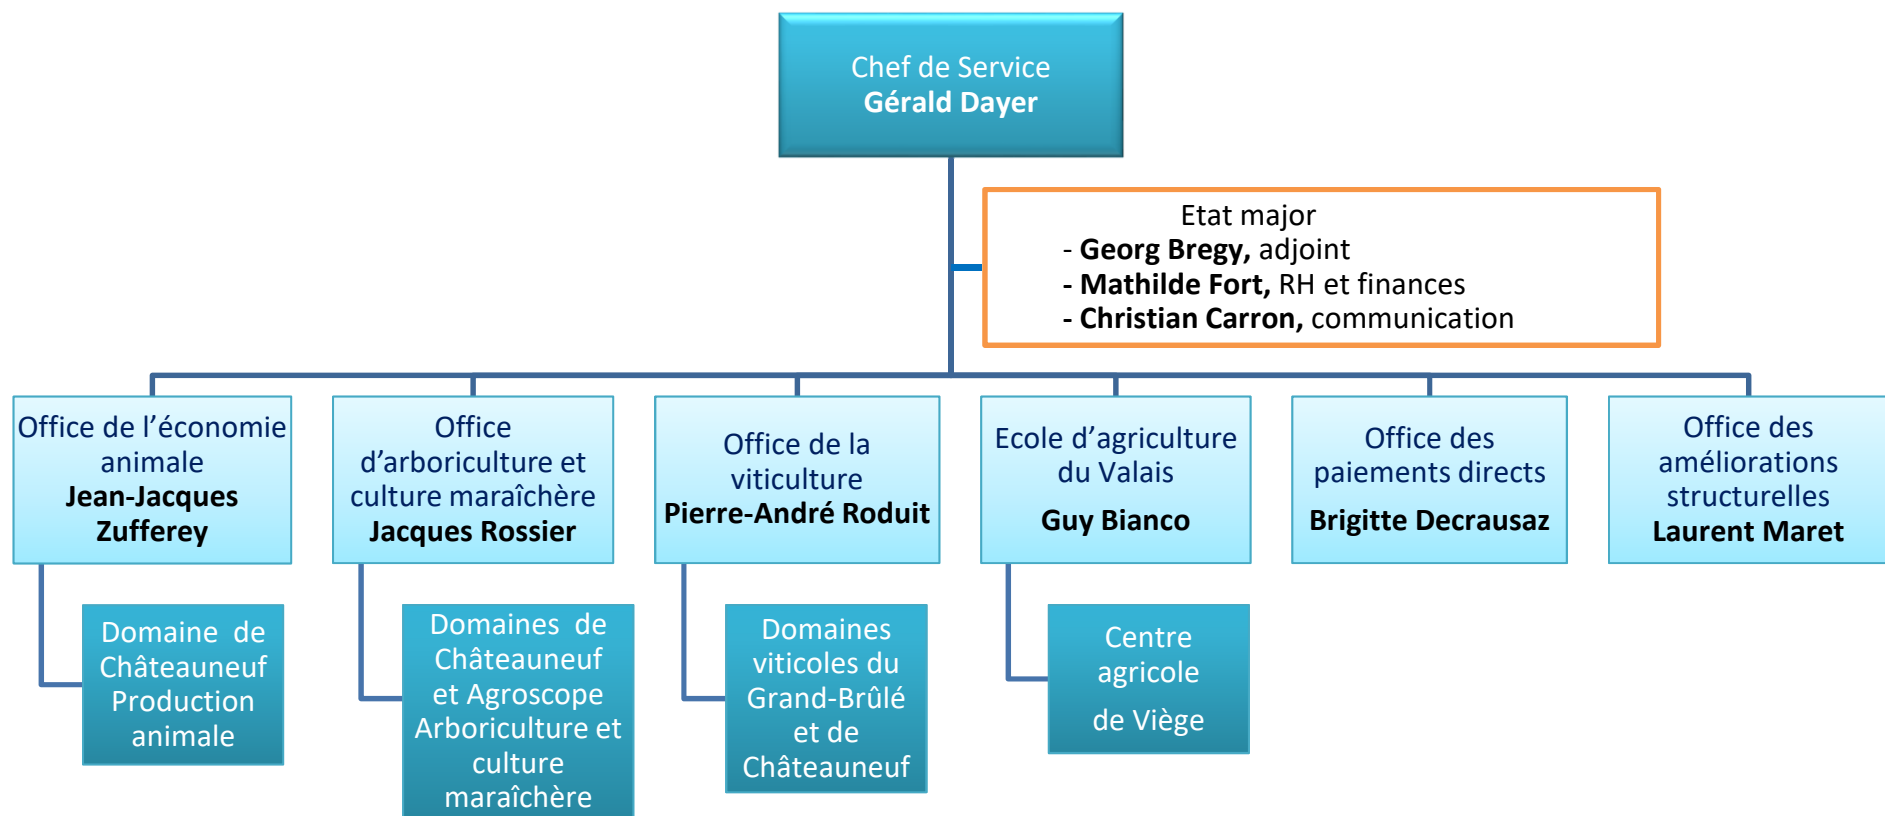 Chef de Service
Gérald Dayer
Etat major
- Georg Bregy, adjoint
- Mathilde Fort, RH et finances
- Christian Carron, communication
Office de l’économie
animale
Jean-Jacques
Zufferey
Office
d’arboriculture et
culture maraîchère
Jacques Rossier
Office de la
viticulture
Pierre-André Roduit
Ecole d’agriculture
du Valais
Guy Bianco
Office des
paiements directs
Brigitte Decrausaz
Office des
améliorations
structurelles
Laurent Maret
Domaine de
Châteauneuf
Production
animale
Domaines de
Châteauneuf
et Agroscope
Arboriculture et
culture
maraîchère
Domaines
viticoles du
Grand-Brûlé
et de
Châteauneuf
Centre
agricole
de Viège